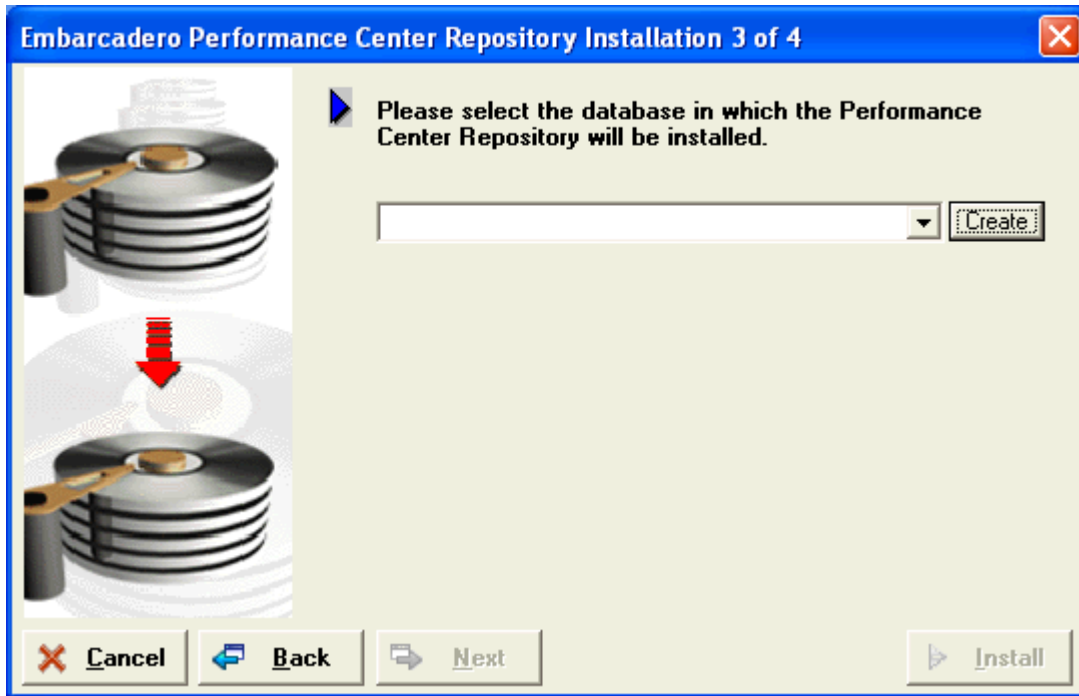 Embarcadero Performance Center Repository Installation 3 of 4
Please select the database in which the Performance
Center Repository will be installed.
Create
Cancel
Back
Next
Install